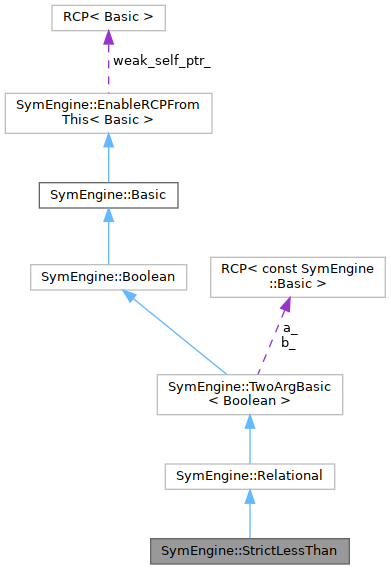 RCP< Basic >
weak_self_ptr_
SymEngine::EnableRCPFrom
This< Basic >
SymEngine::Basic
SymEngine::Boolean
RCP< const SymEngine
::Basic >
a_
b_
SymEngine::TwoArgBasic
< Boolean >
SymEngine::Relational
SymEngine::StrictLessThan